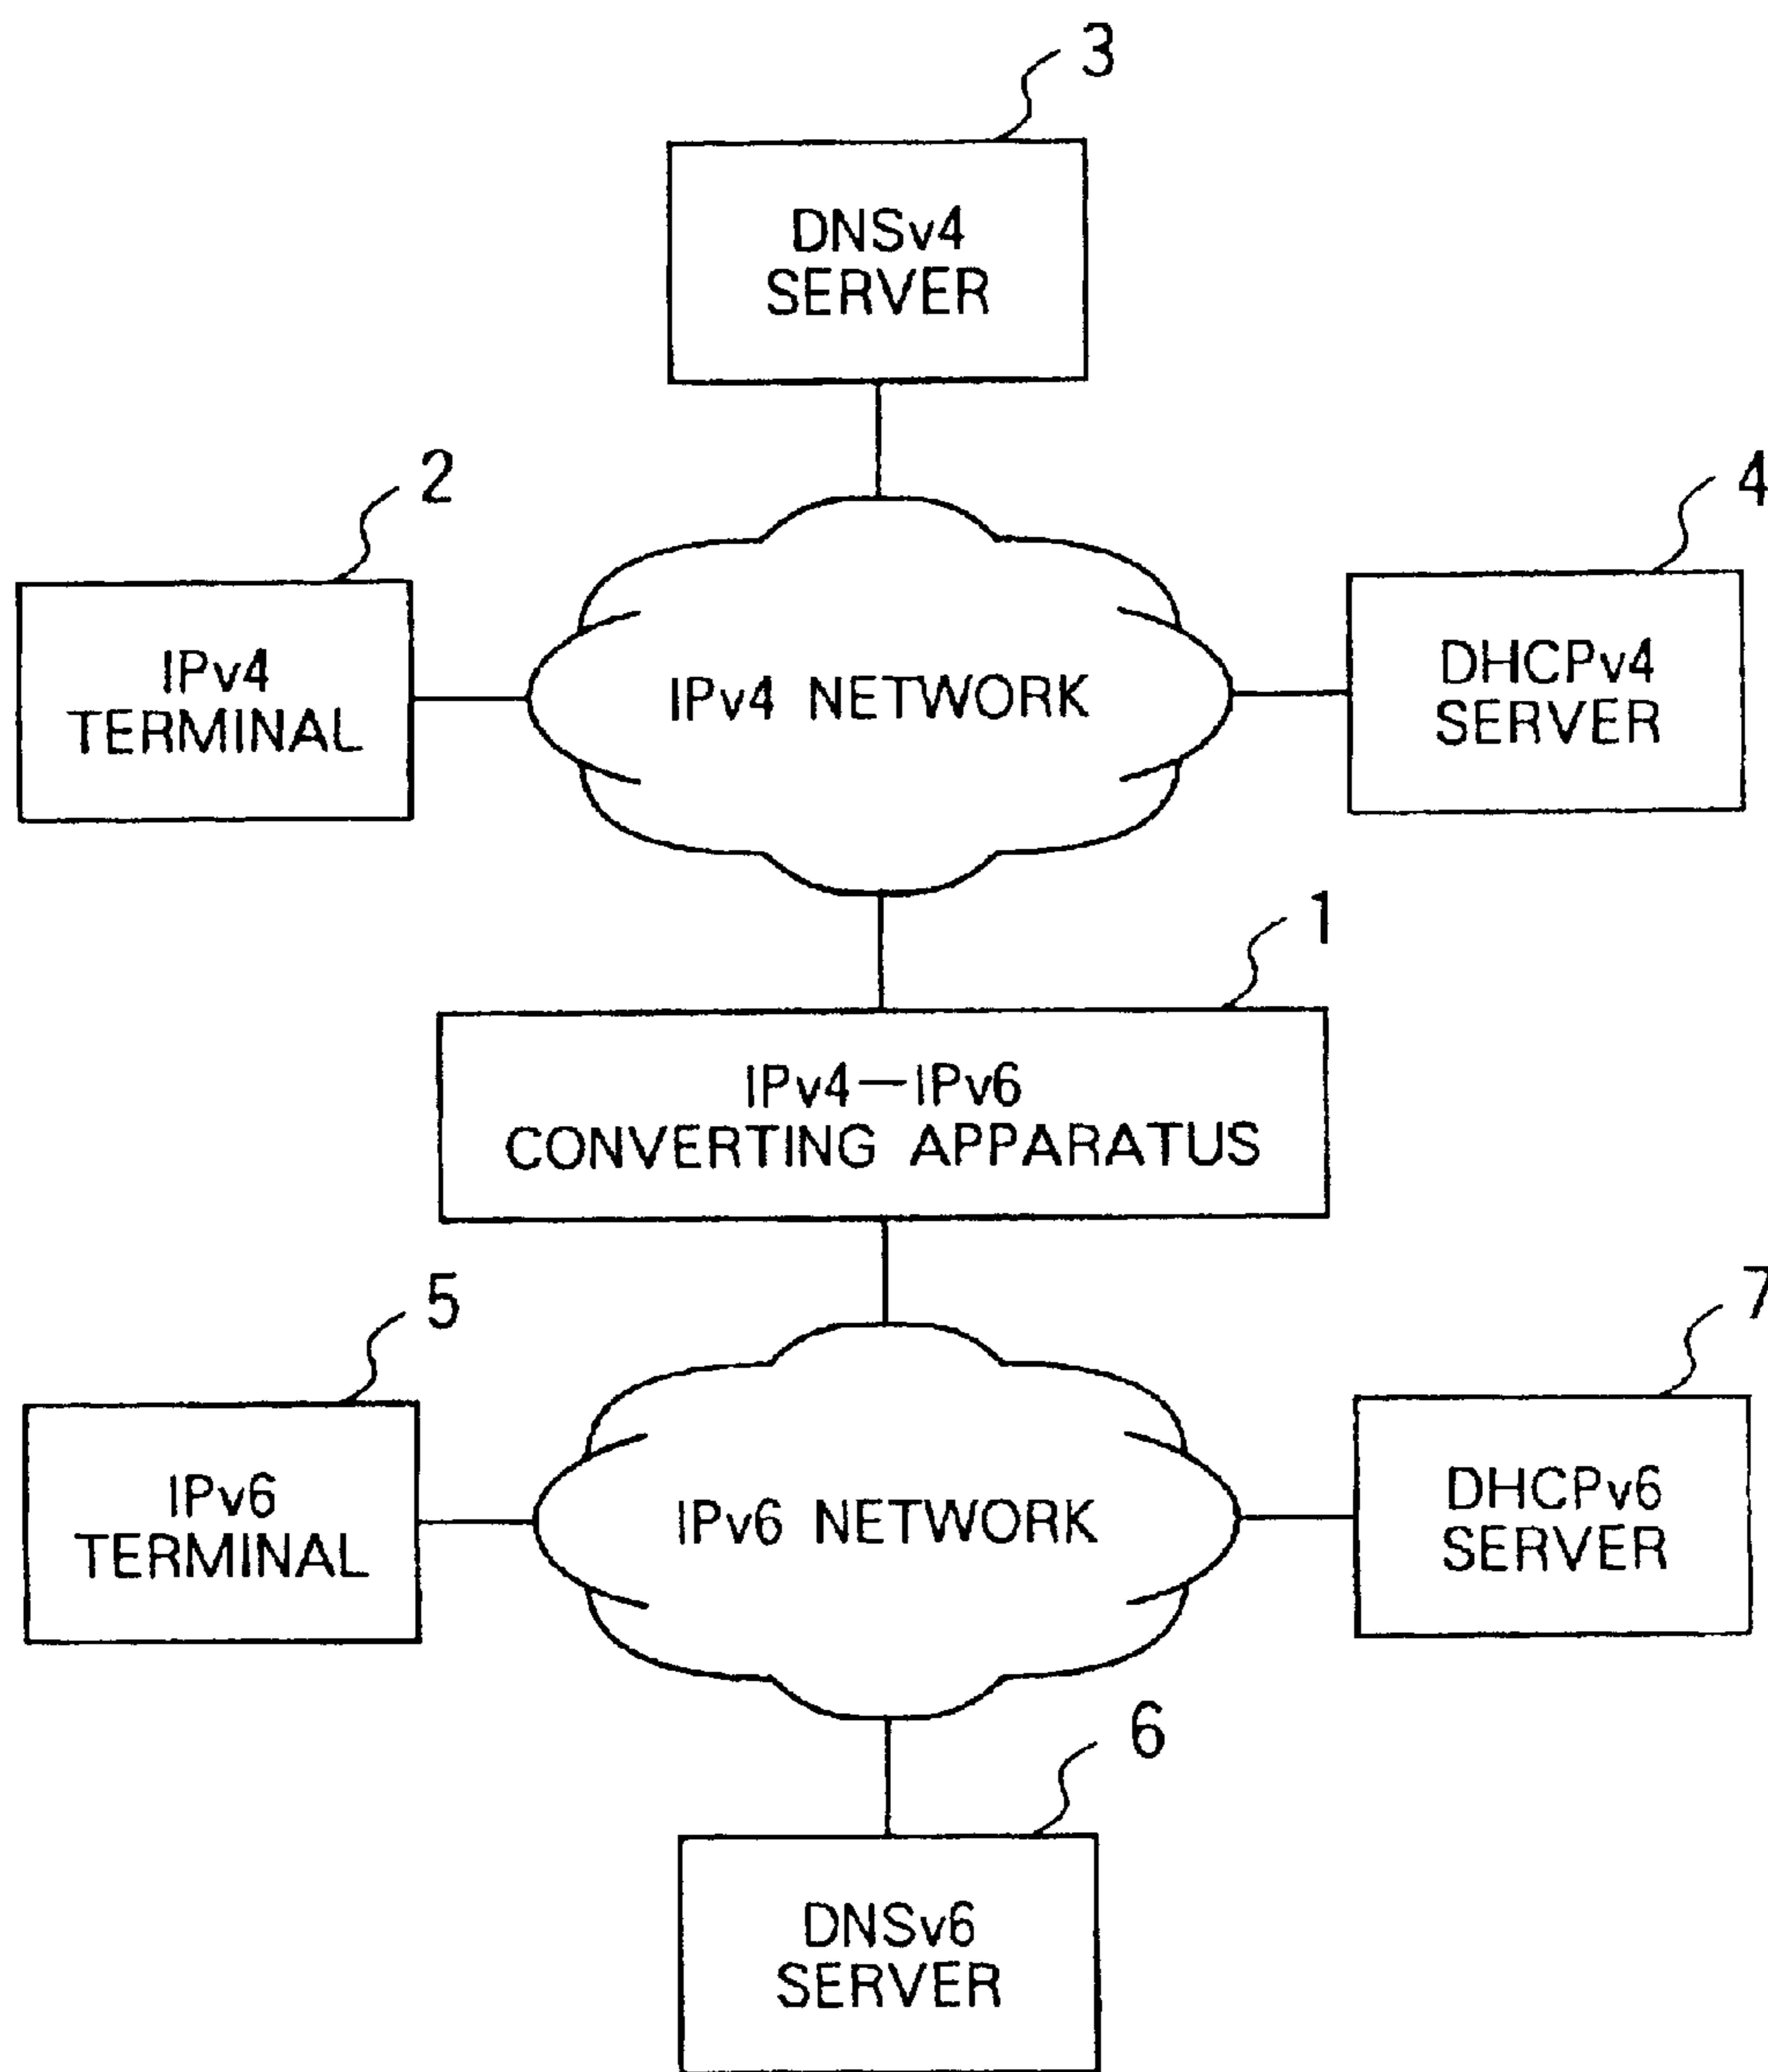 3
DNSv4
SERVER
2
4
IPv4
TERMINAL
IPv4 NETWORK
DHCPv4
SERVER
1
IPv4—IPv6
CONVERTING APPARATUS
5
7
IPv6
TERMINAL
IPv6 NETWORK
DHCPv6
SERVER
6
DNSv6
SERVER